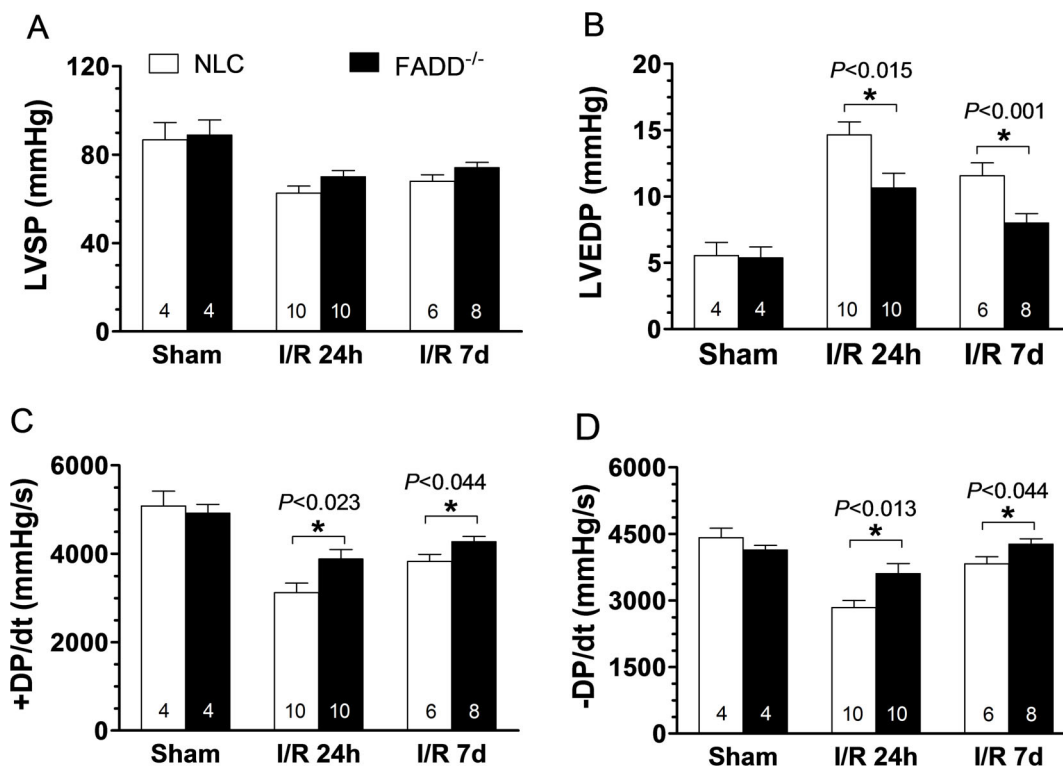 A
NLC
FADD-/-
LVSP (mmHg)
120
80
40
0
4
4
10
10
6
8
Sham
I/R 24h
I/R 7d
B
LVEDP (mmHg)
20
15
10
5
0
P<0.015
*
P<0.001
*
4
4
10
10
6
8
Sham
I/R 24h
I/R 7d
C
+DP/dt (mmHg/s)
6000
4000
2000
0
P<0.023
*
P<0.044
*
4
4
10
10
6
8
Sham
I/R 24h
I/R 7d
D
-DP/dt (mmHg/s)
6000
4500
3000
1500
0
P<0.013
*
P<0.044
*
4
4
10
10
6
8
Sham
I/R 24h
I/R 7d